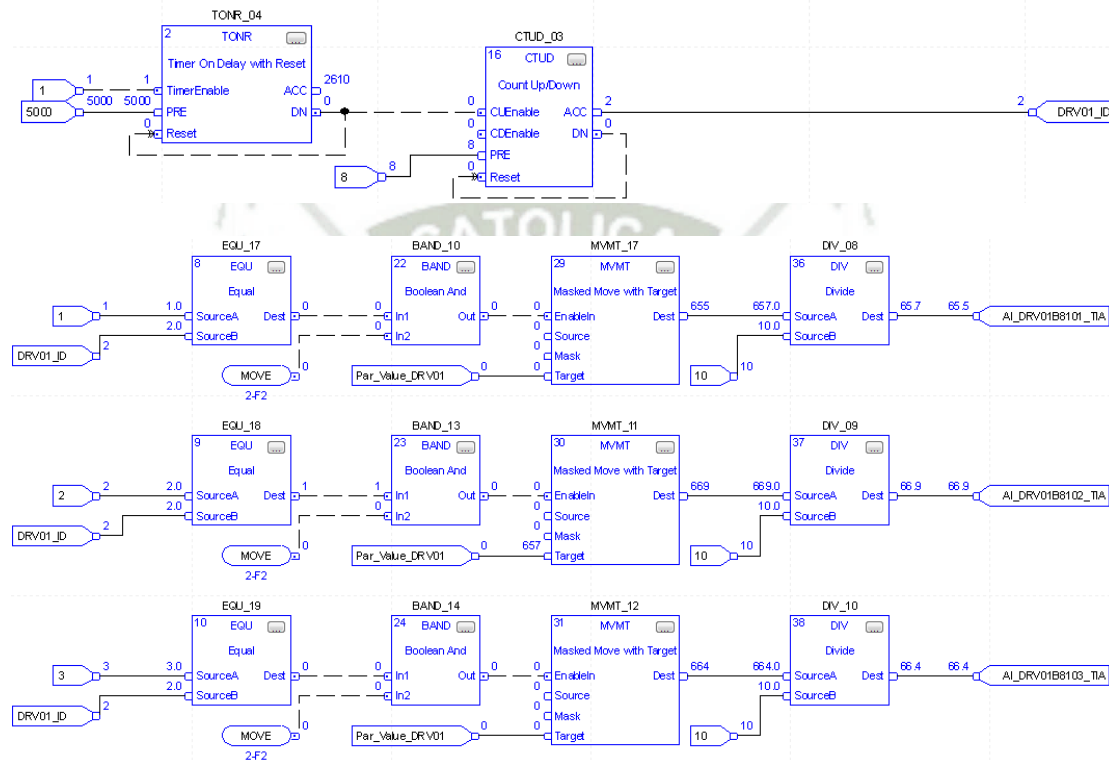 TONR_04
2 TONR ...
Timer On Delay with Reset
1 1 1 TimerEnable ACC 2610
5000 5000 5000 PRE DN 0
0 Reset
CTUD_03
16 CTUD ...
Count Up/Down
0 CUEnable ACC 2 2 DRV01_ID
0 CDEnable DN 0
8 8 8 PRE
0 Reset
CATOLICA
EQU_17 BAND_10 MVMT_17 DIV_08
8 EQU ... 22 BAND ... 29 MVMT ... 36 DIV ...
Equal Boolean And Masked Move with Target Divide
1 1 1.0 SourceA Dest 0 0 In1 Out 0 0 EnableIn Dest 655 657.0 SourceA Dest 65.7 65.5 AI_DRV01B8101_TIA
2.0 SourceB 0 In2 0 Source 10.0 SourceB
DRV01_ID 2 0 Mask
MOVE 0 Par_Value_DRV01 0 0 Target 10 10
2-F2
EQU_18 BAND_13 MVMT_11 DIV_09
9 EQU ... 23 BAND ... 30 MVMT ... 37 DIV ...
Equal Boolean And Masked Move with Target Divide
2 2 2.0 SourceA Dest 1 1 In1 Out 0 0 EnableIn Dest 669 669.0 SourceA Dest 66.9 66.9 AI_DRV01B8102_TIA
2.0 SourceB 0 In2 0 Source 10.0 SourceB
DRV01_ID 2 0 Mask
MOVE 0 Par_Value_DRV01 0 657 Target 10 10
2-F2
EQU_19 BAND_14 MVMT_12 DIV_10
10 EQU ... 24 BAND ... 31 MVMT ... 38 DIV ...
Equal Boolean And Masked Move with Target Divide
3 3 3.0 SourceA Dest 0 0 In1 Out 0 0 EnableIn Dest 664 664.0 SourceA Dest 66.4 66.4 AI_DRV01B8103_TIA
2.0 SourceB 0 In2 0 Source 10.0 SourceB
DRV01_ID 2 0 Mask
MOVE 0 Par_Value_DRV01 0 0 Target 10 10
2-F2